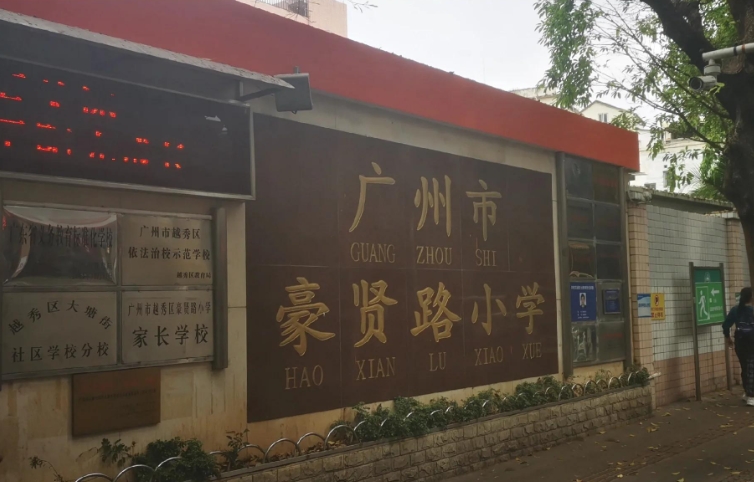 广州市
GUANG ZHOU SHI
豪贤路小学
HAO XIAN LU XIAO XUE
广州市越秀区
依法治校示范学校
越秀区大塘街
社区学校分校
广州市越秀区豪贤路小学
家长学校